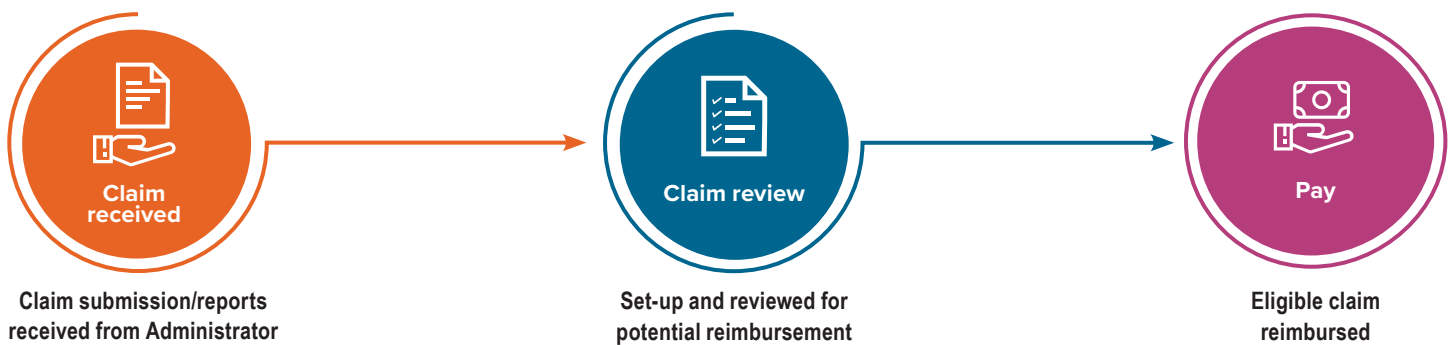 Claim
received
Claim submission/reports
received from Administrator
Claim review
Set-up and reviewed for
potential reimbursement
Pay
Eligible claim
reimbursed